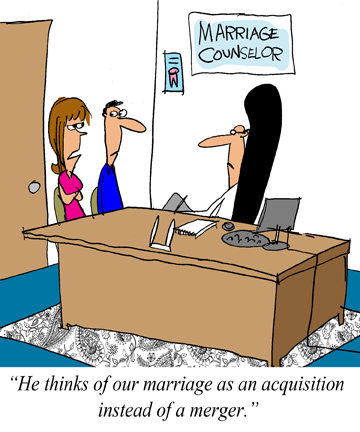 MARRIAGE
COUNSELOR
“He thinks of our marriage as an acquisition
instead of a merger.”